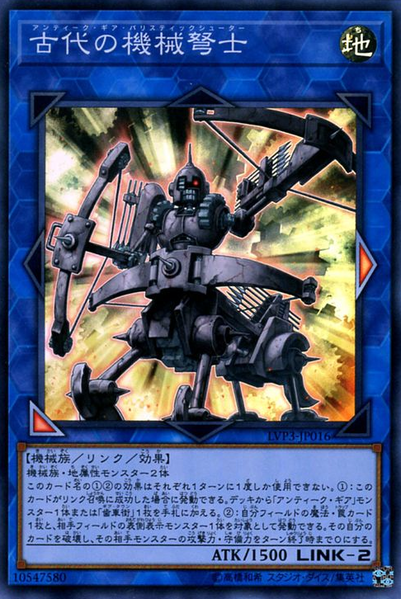 アンティーク・ギア・バリスティックシューター
古代の機械弩士
地
LVP3-JP016
【機械族/リンク/効果】
機械族・地属性モンスター2体
このカード名の①②の効果はそれぞれ1ターンに1度しか使用できない。①：こ
のカードがリンク召喚に成功した場合に発動できる。デッキから「アンティーク・ギア」モン
スター1体または「歯車街」1枚を手札に加える。②：自分フィールドの魔法・罠カード
1枚と、相手フィールドの表側表示モンスター1体を対象として発動できる。その自分の
カードを破壊し、その相手モンスターの攻撃力・守備力をターン終了時まで0にする。
ATK/1500 LINK-2
10547580
©高橋和希 スタジオ・ダイス/集英社